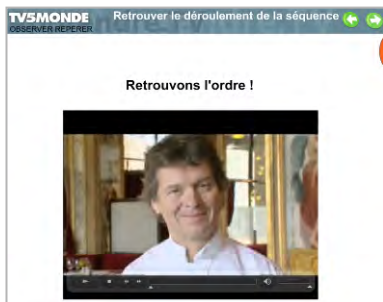 TV5MONDE
Retrouver le déroulement de la séquence
OBSERVER REPERER
Retrouvons l'ordre !